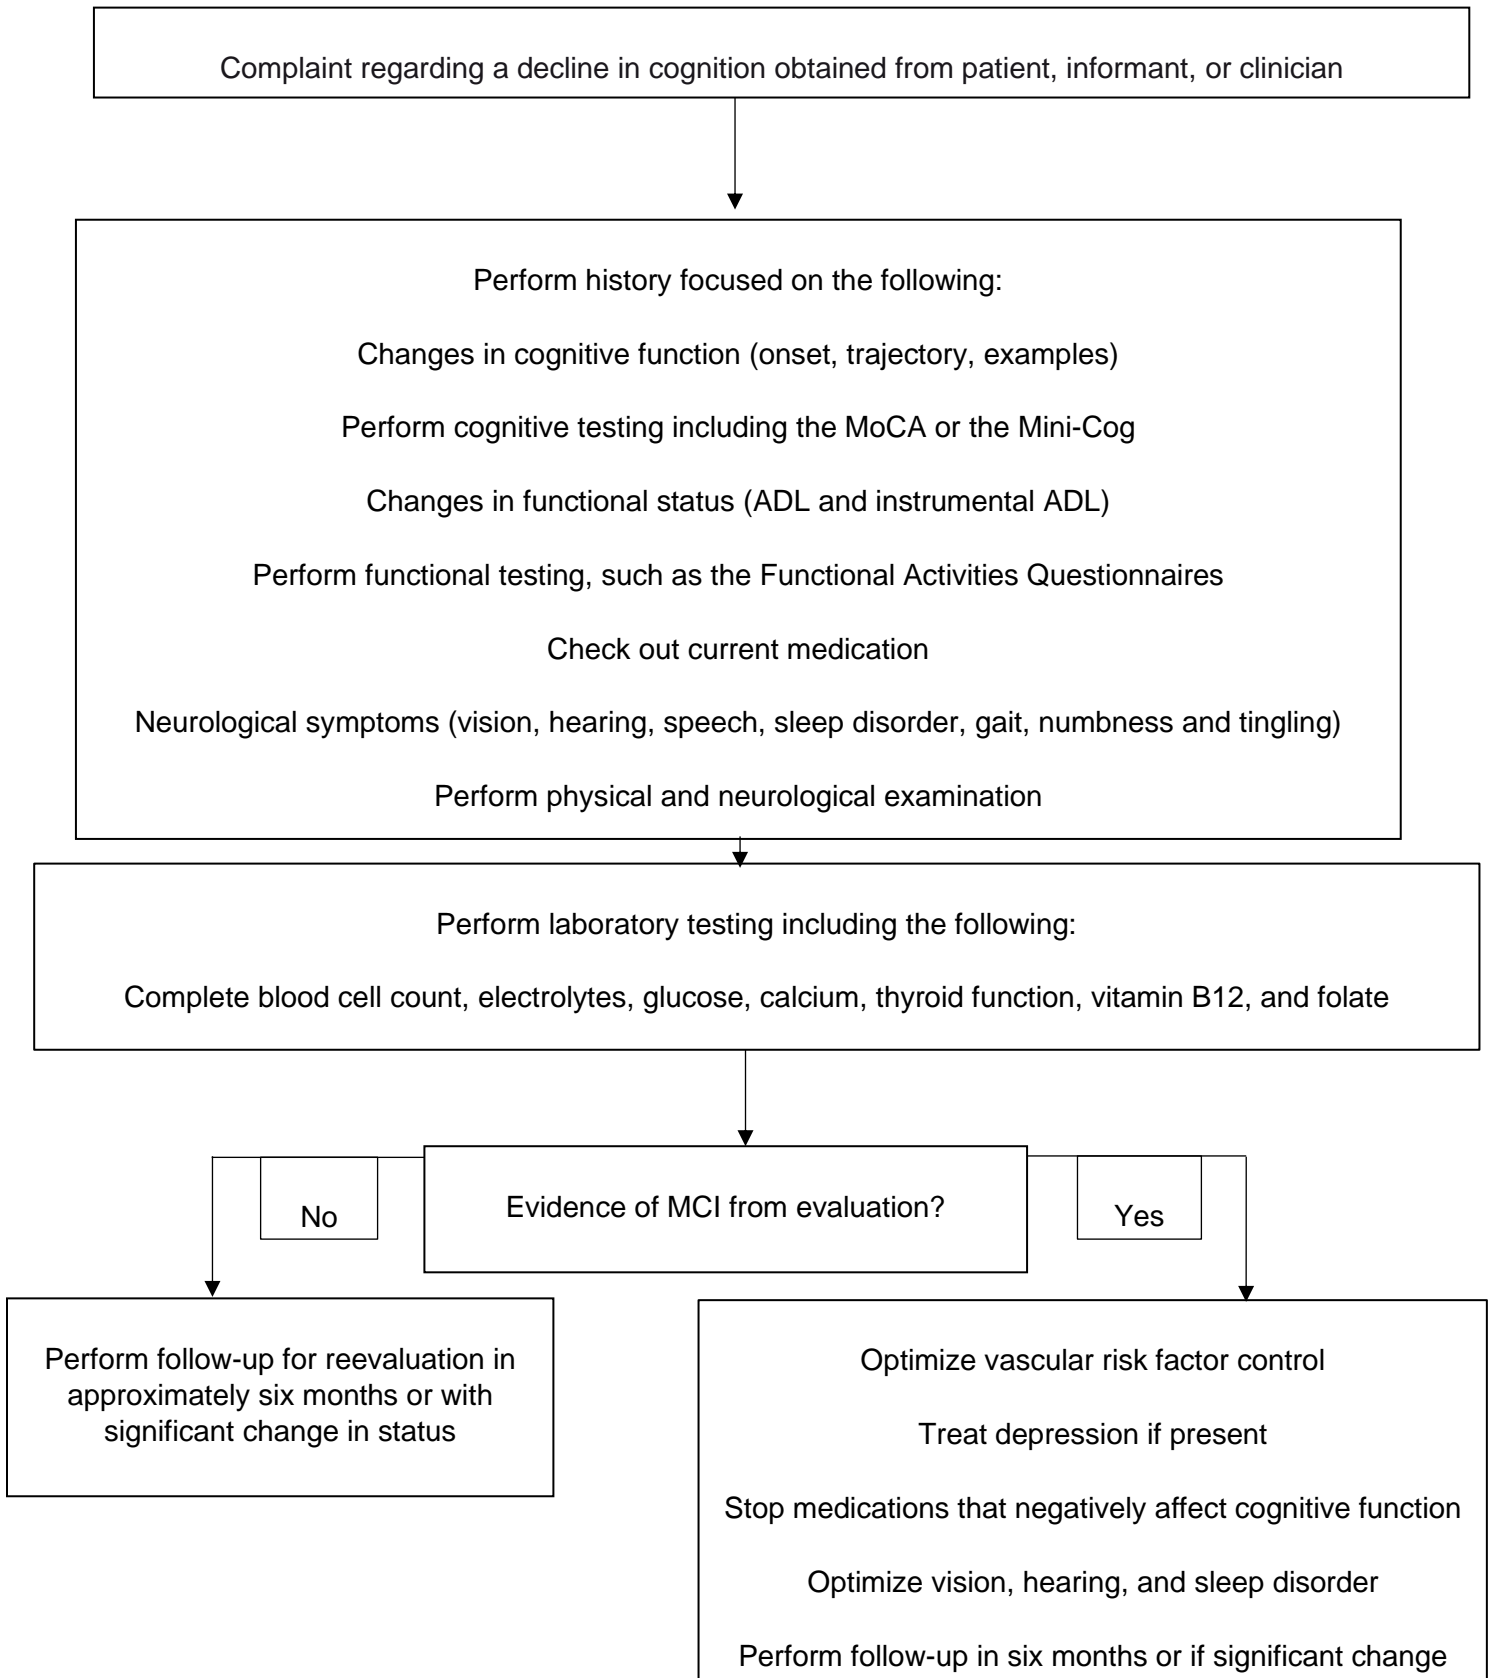 Complaint regarding a decline in cognition obtained from patient, informant, or clinician
Perform history focused on the following:
Changes in cognitive function (onset, trajectory, examples)
Perform cognitive testing including the MoCA or the Mini-Cog
Changes in functional status (ADL and instrumental ADL)
Perform functional testing, such as the Functional Activities Questionnaires
Check out current medication
Neurological symptoms (vision, hearing, speech, sleep disorder, gait, numbness and tingling)
Perform physical and neurological examination
Perform laboratory testing including the following:
Complete blood cell count, electrolytes, glucose, calcium, thyroid function, vitamin B12, and folate
Evidence of MCI from evaluation?
No
Yes
Perform follow-up for reevaluation in
approximately six months or with
significant change in status
Optimize vascular risk factor control
Treat depression if present
Stop medications that negatively affect cognitive function
Optimize vision, hearing, and sleep disorder
Perform follow-up in six months or if significant change